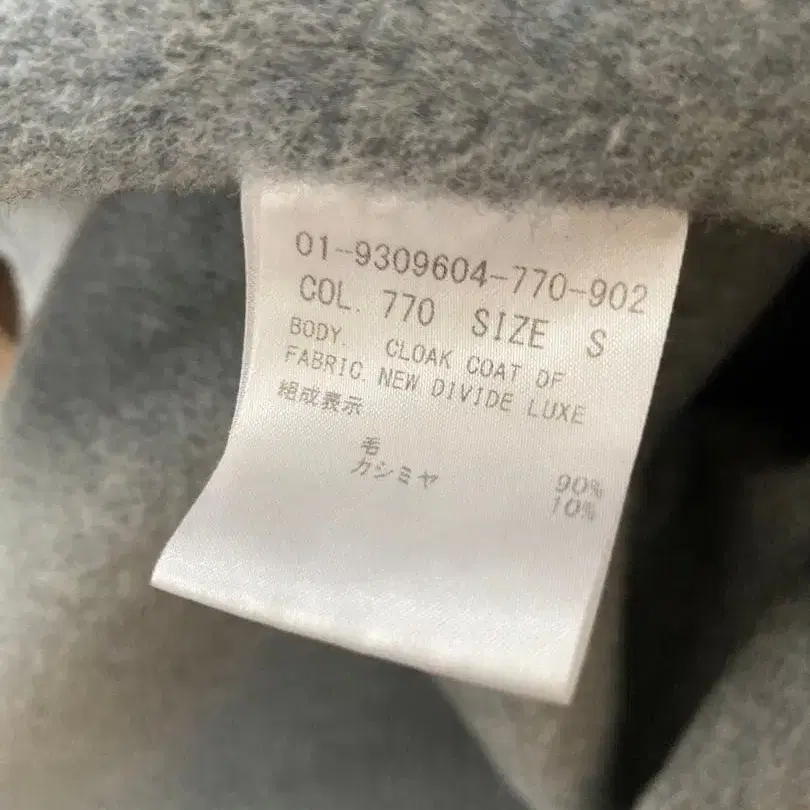 01-9309604-770-902
COL. 770 SIZE S
BODY. CLOAK COAT DF
FABRIC. NEW DIVIDE LUXE
組成表示
毛 90%
カシミヤ 10%